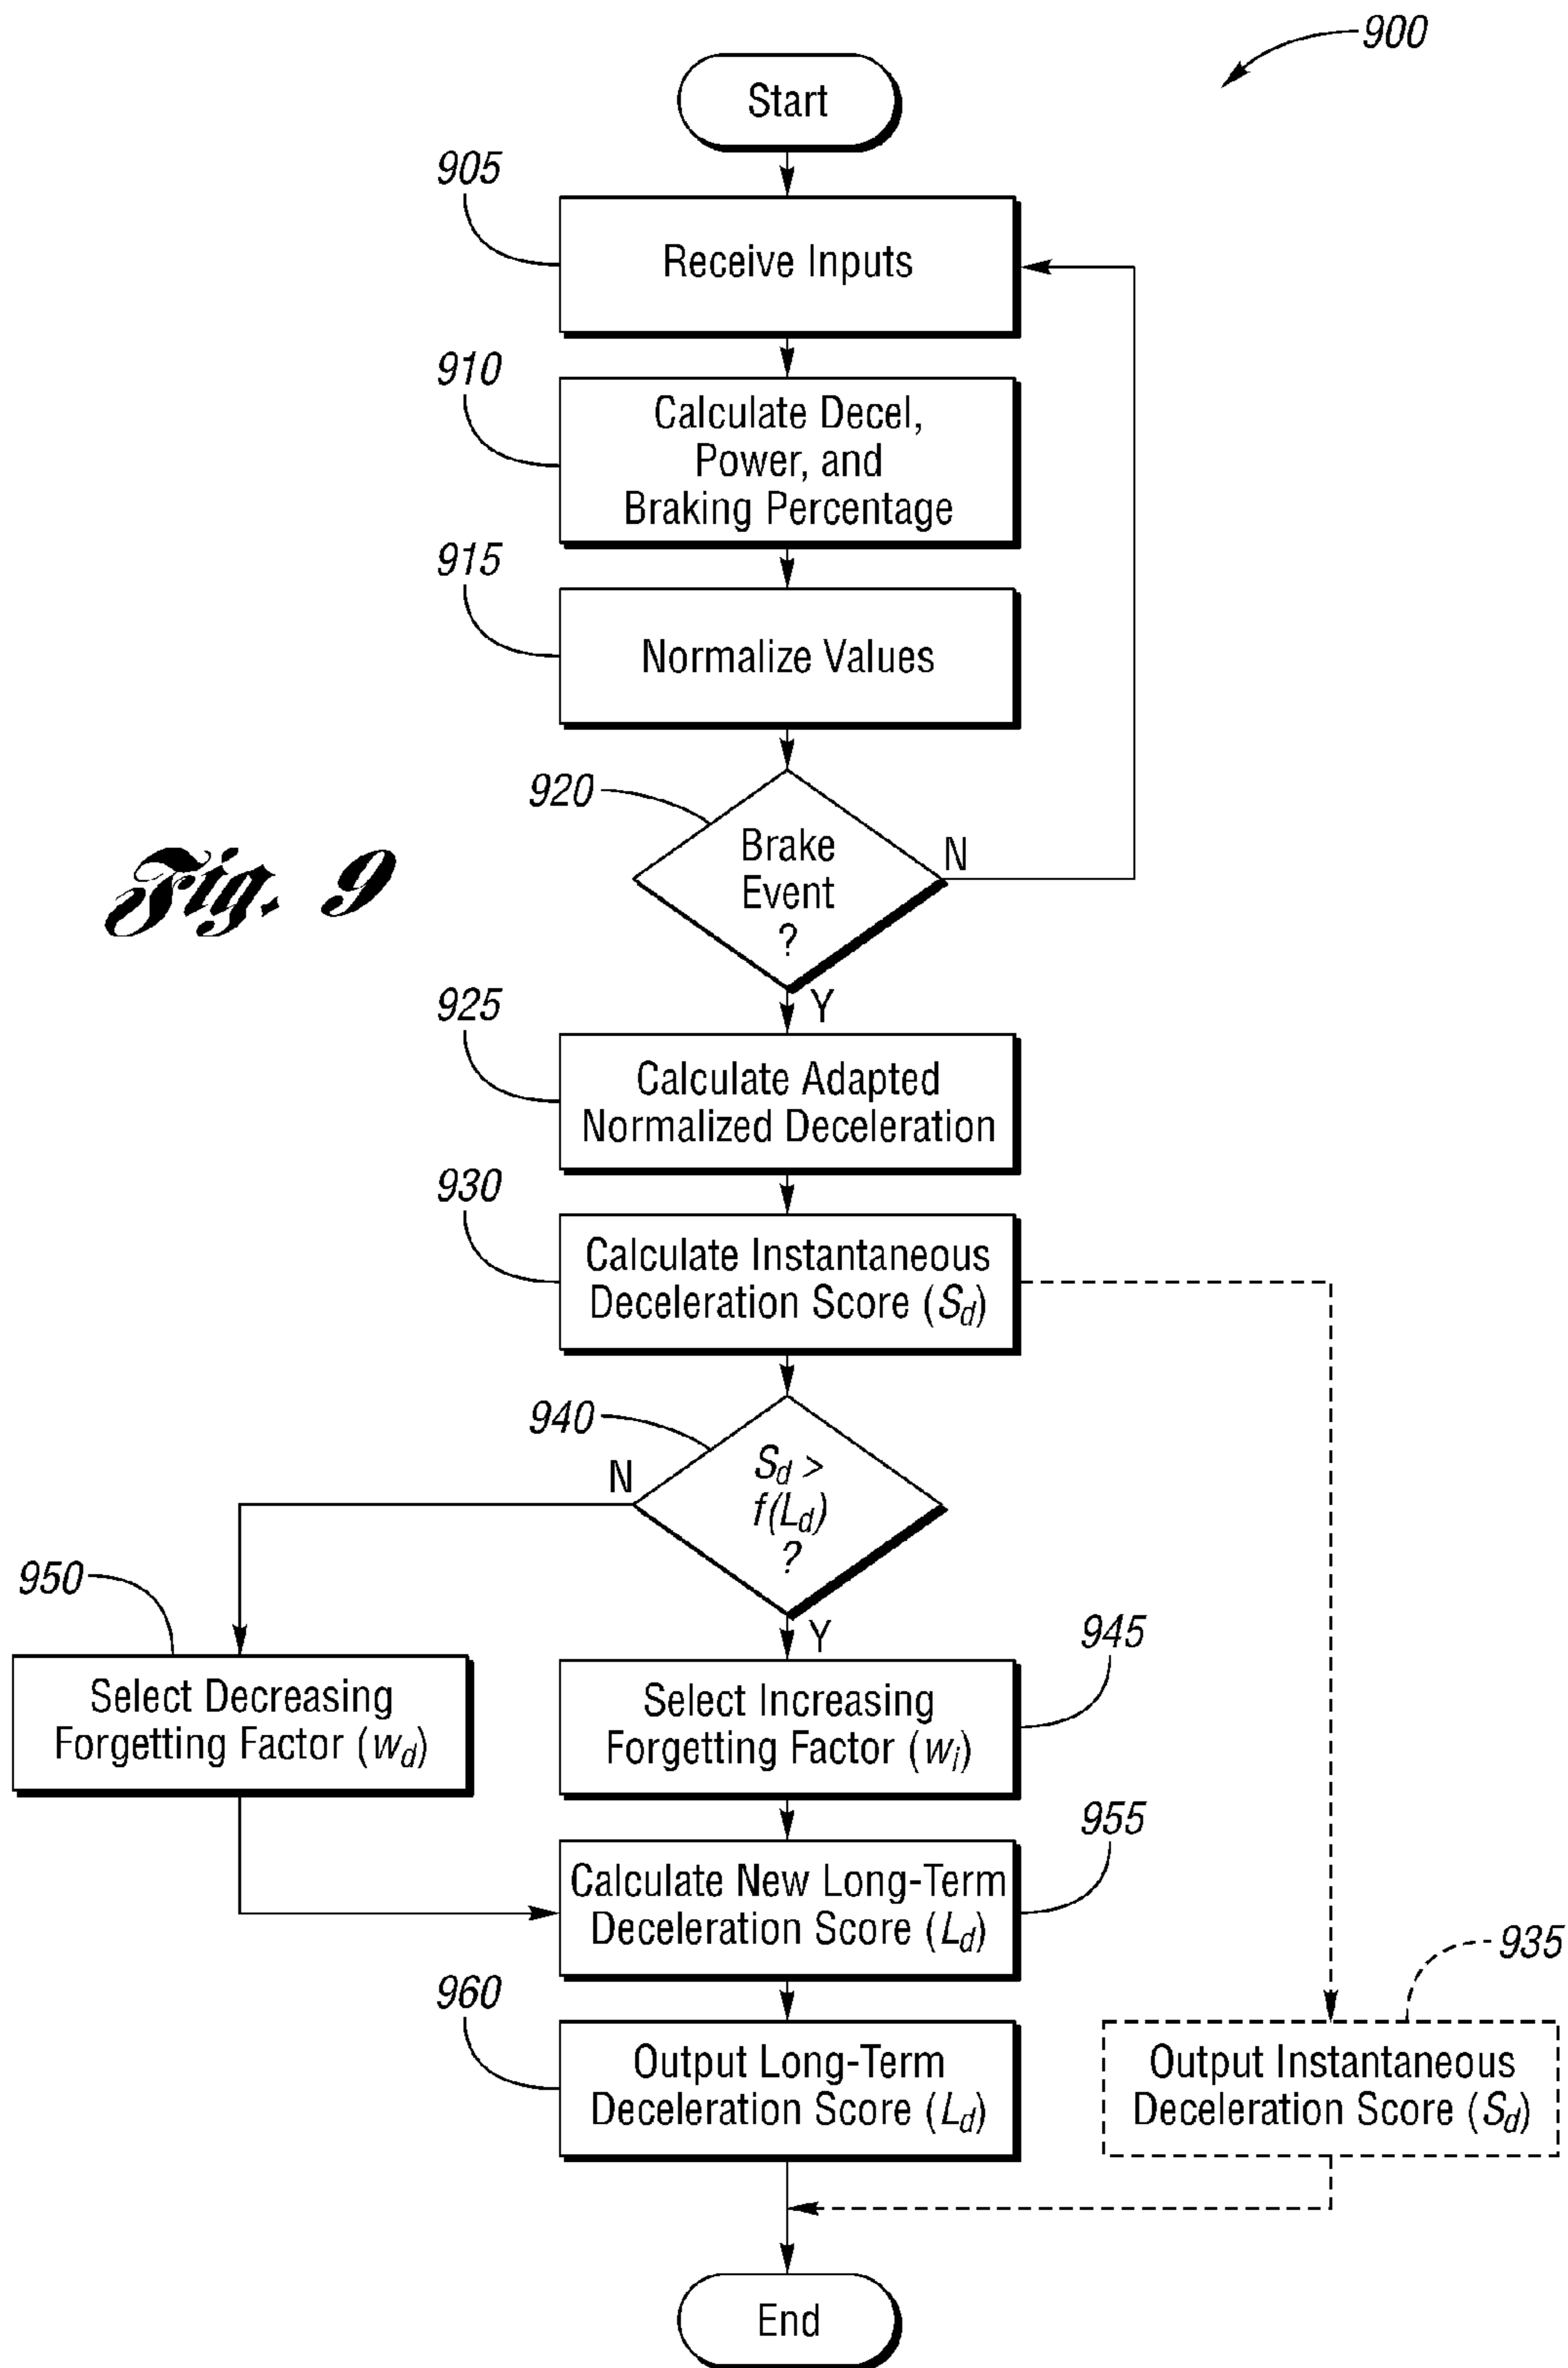 900
Start
905
Receive Inputs
910
Calculate Decel,
Power, and
Braking Percentage
915
Normalize Values
920
Brake
Event
?
N
Fig. 9
Y
925
Calculate Adapted
Normalized Deceleration
930
Calculate Instantaneous
Deceleration Score (Sd)
940
Sd >
f(Ld)
?
N
Y
950
Select Decreasing
Forgetting Factor (wd)
945
Select Increasing
Forgetting Factor (wi)
955
Calculate New Long-Term
Deceleration Score (Ld)
960
Output Long-Term
Deceleration Score (Ld)
935
Output Instantaneous
Deceleration Score (Sd)
End